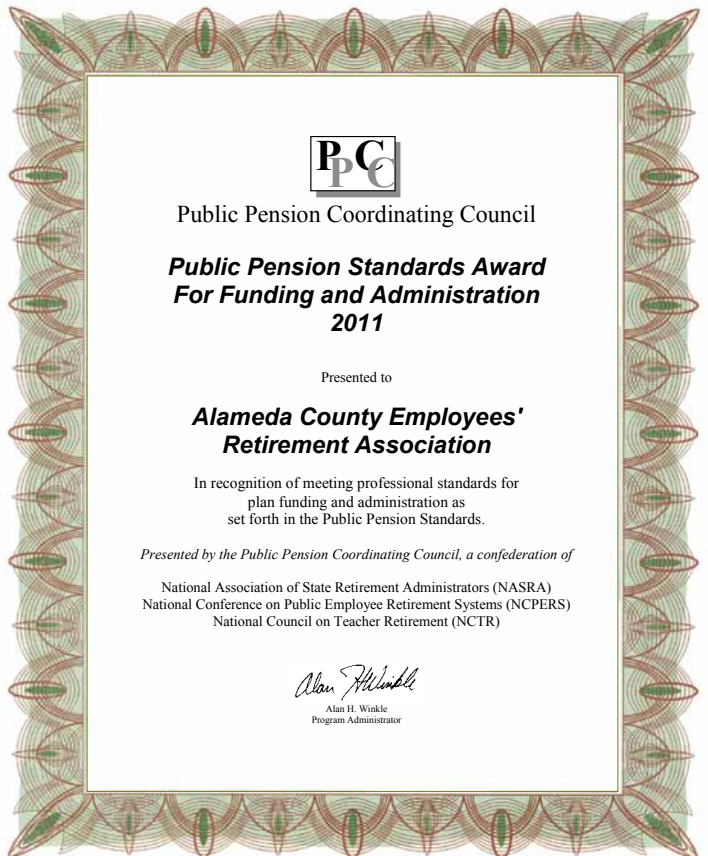 PPCC
Public Pension Coordinating Council
Public Pension Standards Award
For Funding and Administration
2011
Presented to
Alameda County Employees'
Retirement Association
In recognition of meeting professional standards for
plan funding and administration as
set forth in the Public Pension Standards.
Presented by the Public Pension Coordinating Council, a confederation of
National Association of State Retirement Administrators (NASRA)
National Conference on Public Employee Retirement Systems (NCPERS)
National Council on Teacher Retirement (NCTR)
Alan H Winkle
Alan H. Winkle
Program Administrator